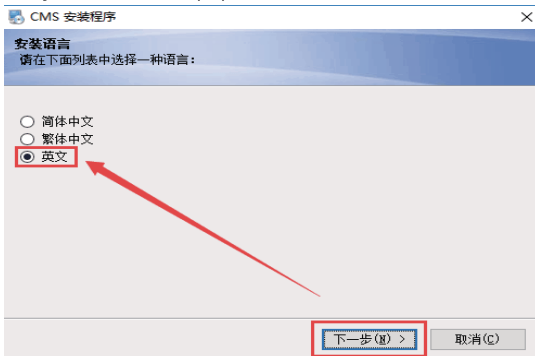 CMS 安装程序
安装语言
请在下面列表中选择一种语言:
简体中文
繁体中文
英文
下一步(N) >
取消(C)